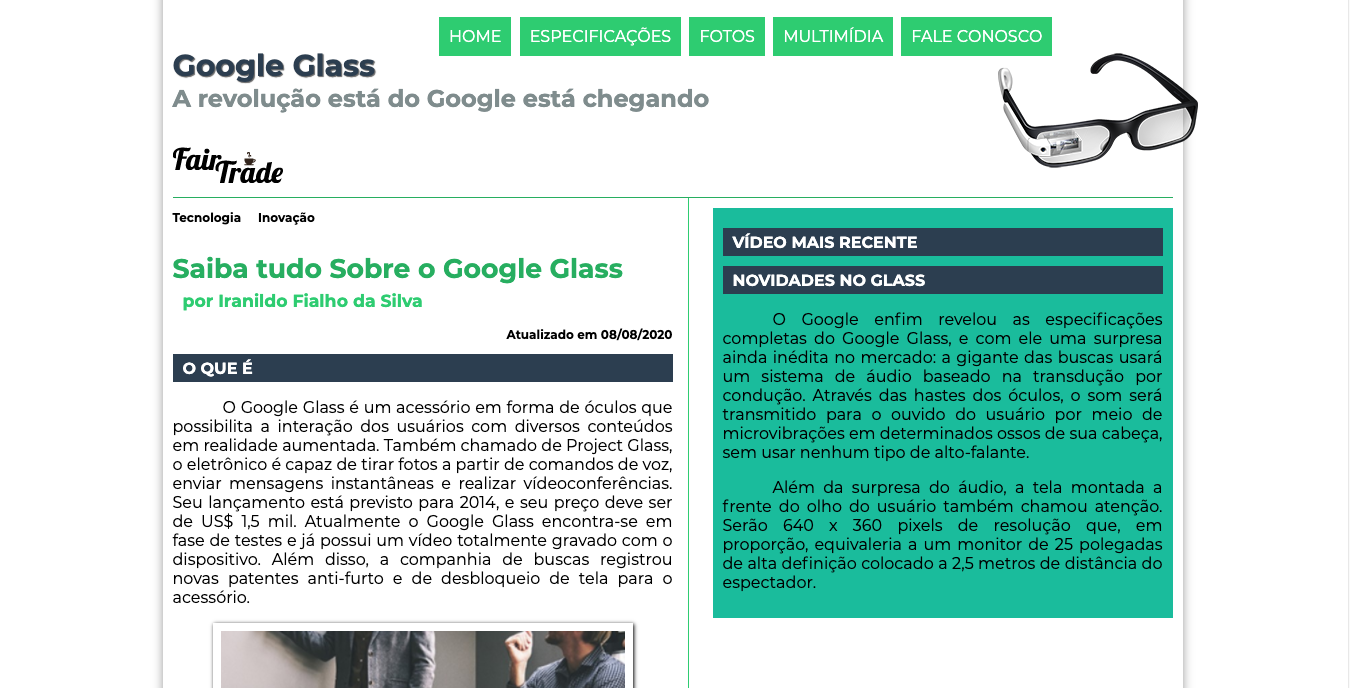 HOME ESPECIFICAÇÕES FOTOS MULTIMÍDIA FALE CONOSCO
Google Glass
A revolução está do Google está chegando
Fair
Trade
Tecnologia Inovação
Saiba tudo Sobre o Google Glass
por Iranildo Fialho da Silva
Atualizado em 08/08/2020
O QUE É
O Google Glass é um acessório em forma de óculos que
possibilita a interação dos usuários com diversos conteúdos
em realidade aumentada. Também chamado de Project Glass,
o eletrônico é capaz de tirar fotos a partir de comandos de voz,
enviar mensagens instantâneas e realizar vídeoconferências.
Seu lançamento está previsto para 2014, e seu preço deve ser
de US$ 1,5 mil. Atualmente o Google Glass encontra-se em
fase de testes e já possui um vídeo totalmente gravado com o
dispositivo. Além disso, a companhia de buscas registrou
novas patentes anti-furto e de desbloqueio de tela para o
acessório.
VÍDEO MAIS RECENTE
NOVIDADES NO GLASS
O Google enfim revelou as especificações
completas do Google Glass, e com ele uma surpresa
ainda inédita no mercado: a gigante das buscas usará
um sistema de áudio baseado na transdução por
condução. Através das hastes dos óculos, o som será
transmitido para o ouvido do usuário por meio de
microvibrações em determinados ossos de sua cabeça,
sem usar nenhum tipo de alto-falante.
Além da surpresa do áudio, a tela montada a
frente do olho do usuário também chamou atenção.
Serão 640 x 360 pixels de resolução que, em
proporção, equivaleria a um monitor de 25 polegadas
de alta definição colocado a 2,5 metros de distância do
espectador.